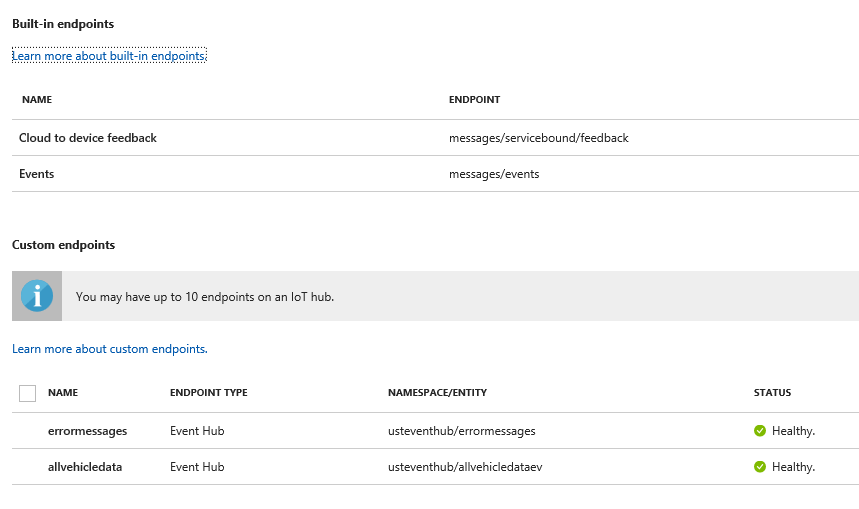 Built-in endpoints
Learn more about built-in endpoints.
NAME ENDPOINT
Cloud to device feedback messages/servicebound/feedback
Events messages/events
Custom endpoints
You may have up to 10 endpoints on an IoT hub.
Learn more about custom endpoints.
NAME ENDPOINT TYPE NAMESPACE/ENTITY STATUS
errormessages Event Hub usteventhub/errormessages Healthy.
allvehicledata Event Hub usteventhub/allvehicledataev Healthy.